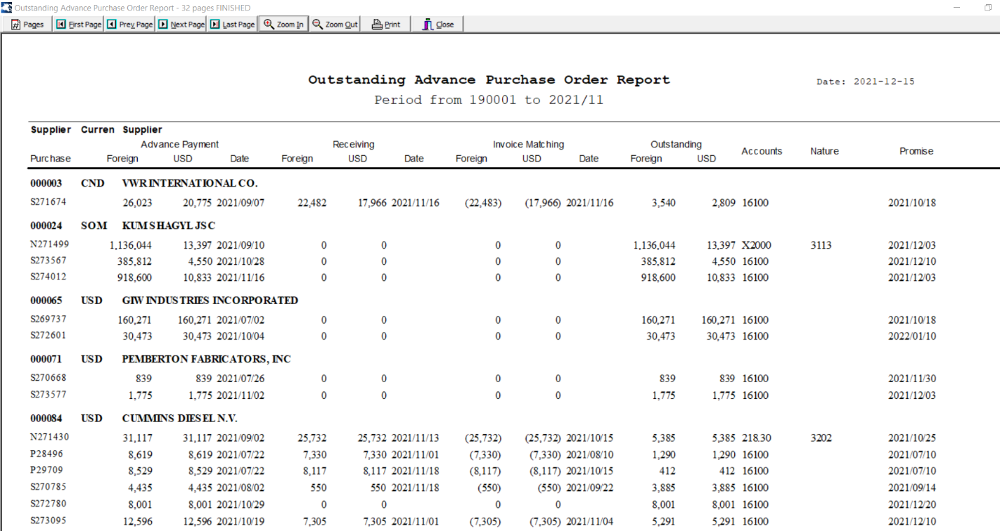 Outstanding Advance Purchase Order Report - 32 pages FINISHED
Pages First Page Prev Page Next Page Last Page Zoom In Zoom Out Print Close
Outstanding Advance Purchase Order Report Date: 2021-12-15
Period from 190001 to 2021/11
Supplier Curren Supplier
Advance Payment Receiving Invoice Matching Outstanding Accounts Nature Promise
Purchase Foreign USD Date Foreign USD Date Foreign USD Date Foreign USD
000003 CND VWR INTERNATIONAL CO.
S271674 26,023 20,775 2021/09/07 22,482 17,966 2021/11/16 (22,483) (17,966) 2021/11/16 3,540 2,809 16100 2021/10/18
000024 SOM KUM SHAGYL JSC
N271499 1,136,044 13,397 2021/09/10 0 0 0 0 1,136,044 13,397 X2000 3113 2021/12/03
S273567 385,812 4,550 2021/10/28 0 0 0 0 385,812 4,550 16100 2021/12/10
S274012 918,600 10,833 2021/11/16 0 0 0 0 918,600 10,833 16100 2021/12/03
000065 USD GIW INDUSTRIES INCORPORATED
S269737 160,271 160,271 2021/07/02 0 0 0 0 160,271 160,271 16100 2021/10/18
S272601 30,473 30,473 2021/10/04 0 0 0 0 30,473 30,473 16100 2022/01/10
000071 USD PEMBERTON FABRICATORS, INC
S270668 839 839 2021/07/26 0 0 0 0 839 839 16100 2021/11/30
S273577 1,775 1,775 2021/11/02 0 0 0 0 1,775 1,775 16100 2021/12/03
000084 USD CUMMINS DIESEL N.V.
N271430 31,117 31,117 2021/09/02 25,732 25,732 2021/11/13 (25,732) (25,732) 2021/10/15 5,385 5,385 218.30 3202 2021/10/25
P28496 8,619 8,619 2021/07/22 7,330 7,330 2021/11/01 (7,330) (7,330) 2021/08/10 1,290 1,290 16100 2021/07/10
P29709 8,529 8,529 2021/07/22 8,117 8,117 2021/11/18 (8,117) (8,117) 2021/10/15 412 412 16100 2021/07/10
S270785 4,435 4,435 2021/08/02 550 550 2021/11/18 (550) (550) 2021/09/22 3,885 3,885 16100 2021/09/14
S272780 8,001 8,001 2021/10/29 0 0 0 0 8,001 8,001 16100 2021/12/20
S273095 12,596 12,596 2021/10/19 7,305 7,305 2021/11/01 (7,305) (7,305) 2021/11/04 5,291 5,291 16100 2021/12/10